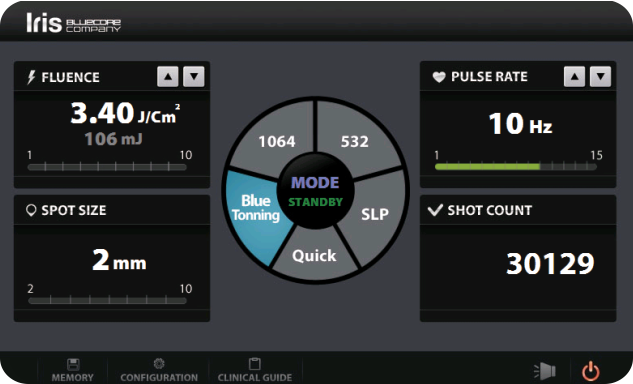 Iris BLUECORE
COMPANY
FLUENCE
3.40 J/Cm²
106 mJ
1 10
SPOT SIZE
2 mm
2 10
1064 532
Blue
Tonning
MODE
STANDBY
SLP
Quick
PULSE RATE
10 Hz
1 15
SHOT COUNT
30129
MEMORY CONFIGURATION CLINICAL GUIDE